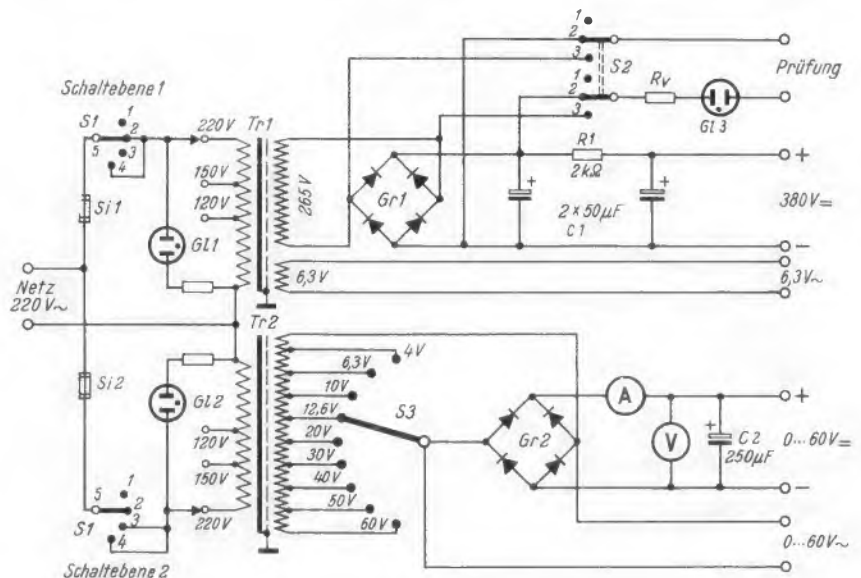 Schaltebene 1
S1
1
2
3
4
5
220V
150V
120V
Tr1
265V
6,3V
Si1
Gl1
Netz
220V~
Gr1
R1
2kΩ
+
+
2 × 50µF
C1
1
2
3
1
2
3
S2
Rv
Gl3
Prüfung
+
380V=
−
6,3V~
Tr2
Si2
Gl2
120V
150V
220V
S1
5
1
2
3
4
Schaltebene 2
4V
6,3V
10V
12,6V
20V
30V
40V
50V
60V
S3
Gr2
A
V
+
C2
250µF
+
0...60V=
−
0...60V~